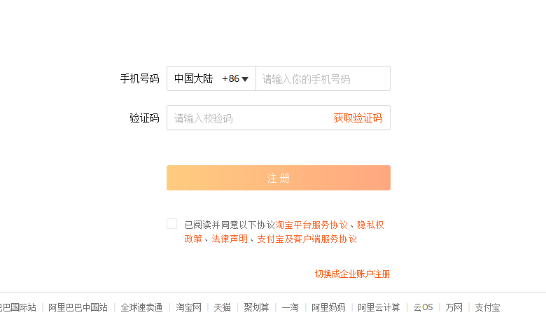 手机号码 中国大陆 +86 请输入你的手机号码
验证码 请输入校验码 获取验证码
注 册
已阅读并同意以下协议淘宝平台服务协议、隐私权
政策、法律声明、支付宝及客户端服务协议
切换成企业账户注册
巴巴国际站 | 阿里巴巴中国站 | 全球速卖通 | 淘宝网 | 天猫 | 聚划算 | 一淘 | 阿里妈妈 | 阿里云计算 | 云OS | 万网 | 支付宝